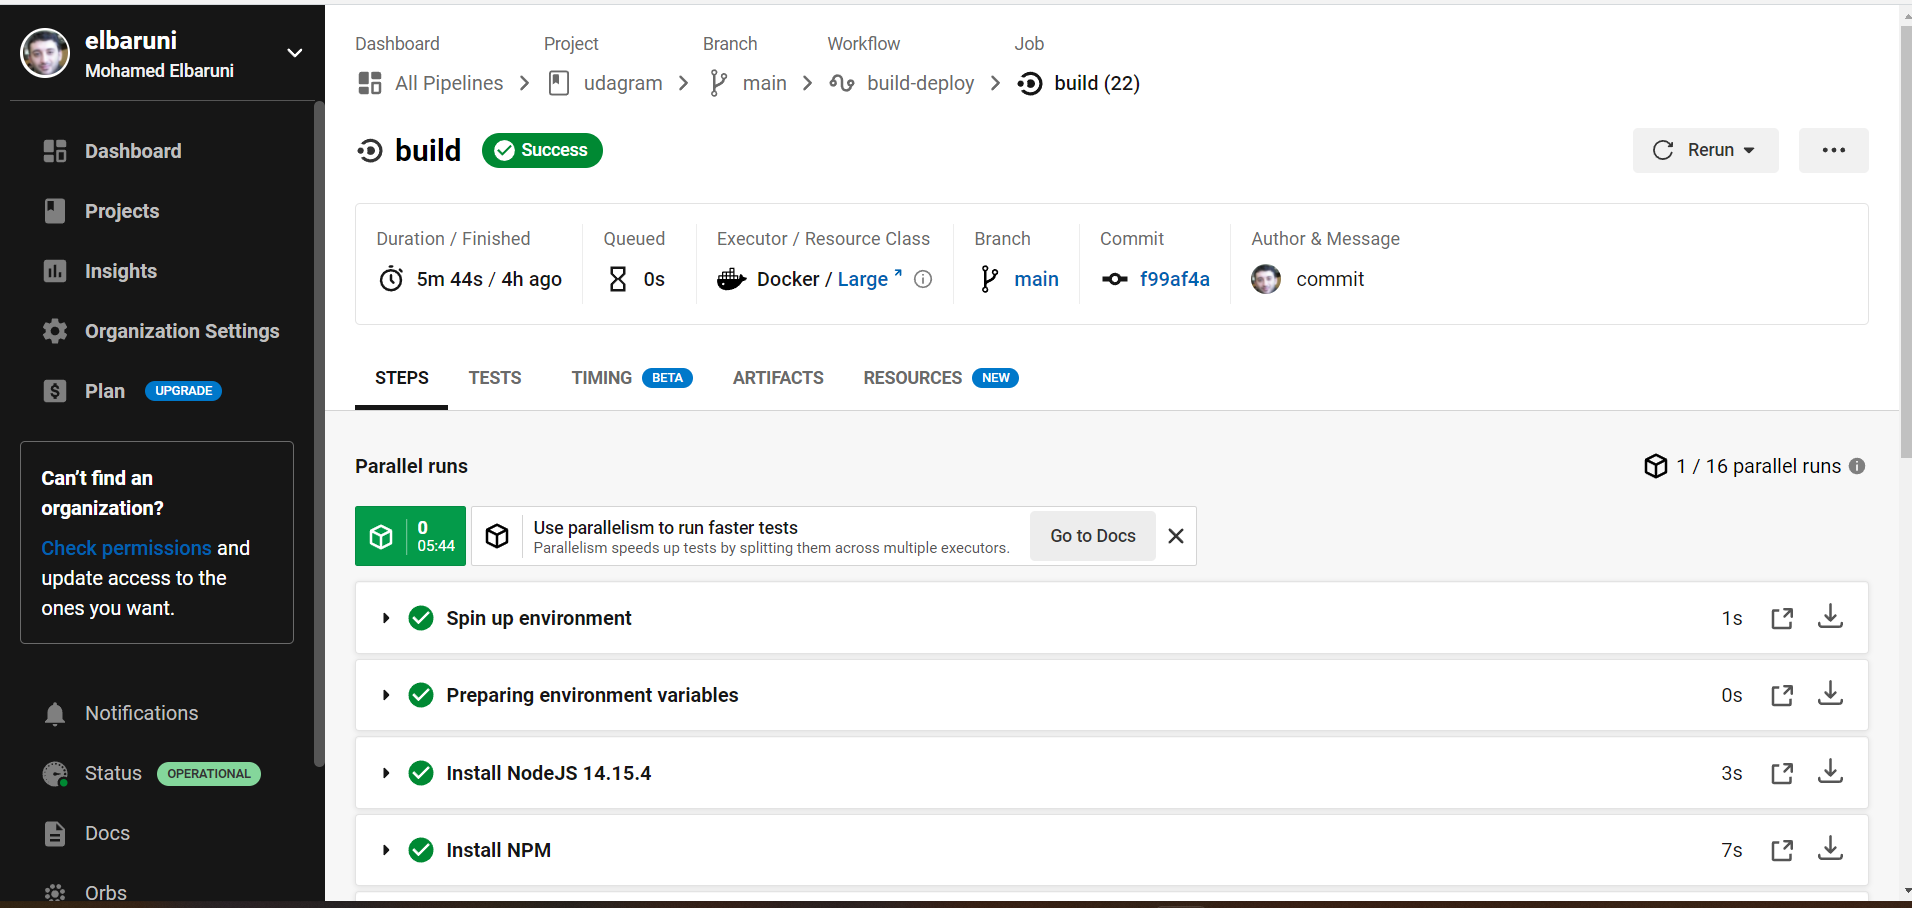 elbaruni
Mohamed Elbaruni
Dashboard
Projects
Insights
Organization Settings
Plan UPGRADE
Can't find an
organization?
Check permissions and
update access to the
ones you want.
Notifications
Status OPERATIONAL
Docs
Orbs
Dashboard Project Branch Workflow Job
All Pipelines udagram main build-deploy build (22)
build Success
Rerun
Duration / Finished Queued Executor / Resource Class Branch Commit Author & Message
5m 44s / 4h ago 0s Docker / Large main f99af4a commit
STEPS TESTS TIMING BETA ARTIFACTS RESOURCES NEW
Parallel runs
1 / 16 parallel runs
0
05:44
Use parallelism to run faster tests
Parallelism speeds up tests by splitting them across multiple executors.
Go to Docs
Spin up environment 1s
Preparing environment variables 0s
Install NodeJS 14.15.4 3s
Install NPM 7s